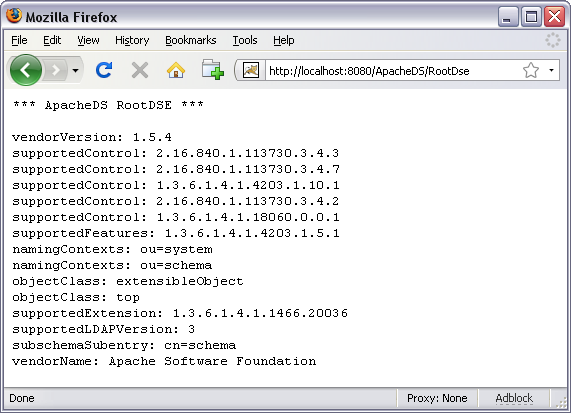 Mozilla Firefox
File Edit View History Bookmarks Tools Help
http://localhost:8080/ApacheDS/RootDse
*** ApacheDS RootDSE ***
vendorVersion: 1.5.4
supportedControl: 2.16.840.1.113730.3.4.3
supportedControl: 2.16.840.1.113730.3.4.7
supportedControl: 1.3.6.1.4.1.4203.1.10.1
supportedControl: 2.16.840.1.113730.3.4.2
supportedControl: 1.3.6.1.4.1.18060.0.0.1
supportedFeatures: 1.3.6.1.4.1.4203.1.5.1
namingContexts: ou=system
namingContexts: ou=schema
objectClass: extensibleObject
objectClass: top
supportedExtension: 1.3.6.1.4.1.1466.20036
supportedLDAPVersion: 3
subschemaSubentry: cn=schema
vendorName: Apache Software Foundation
Done Proxy: None Adblock